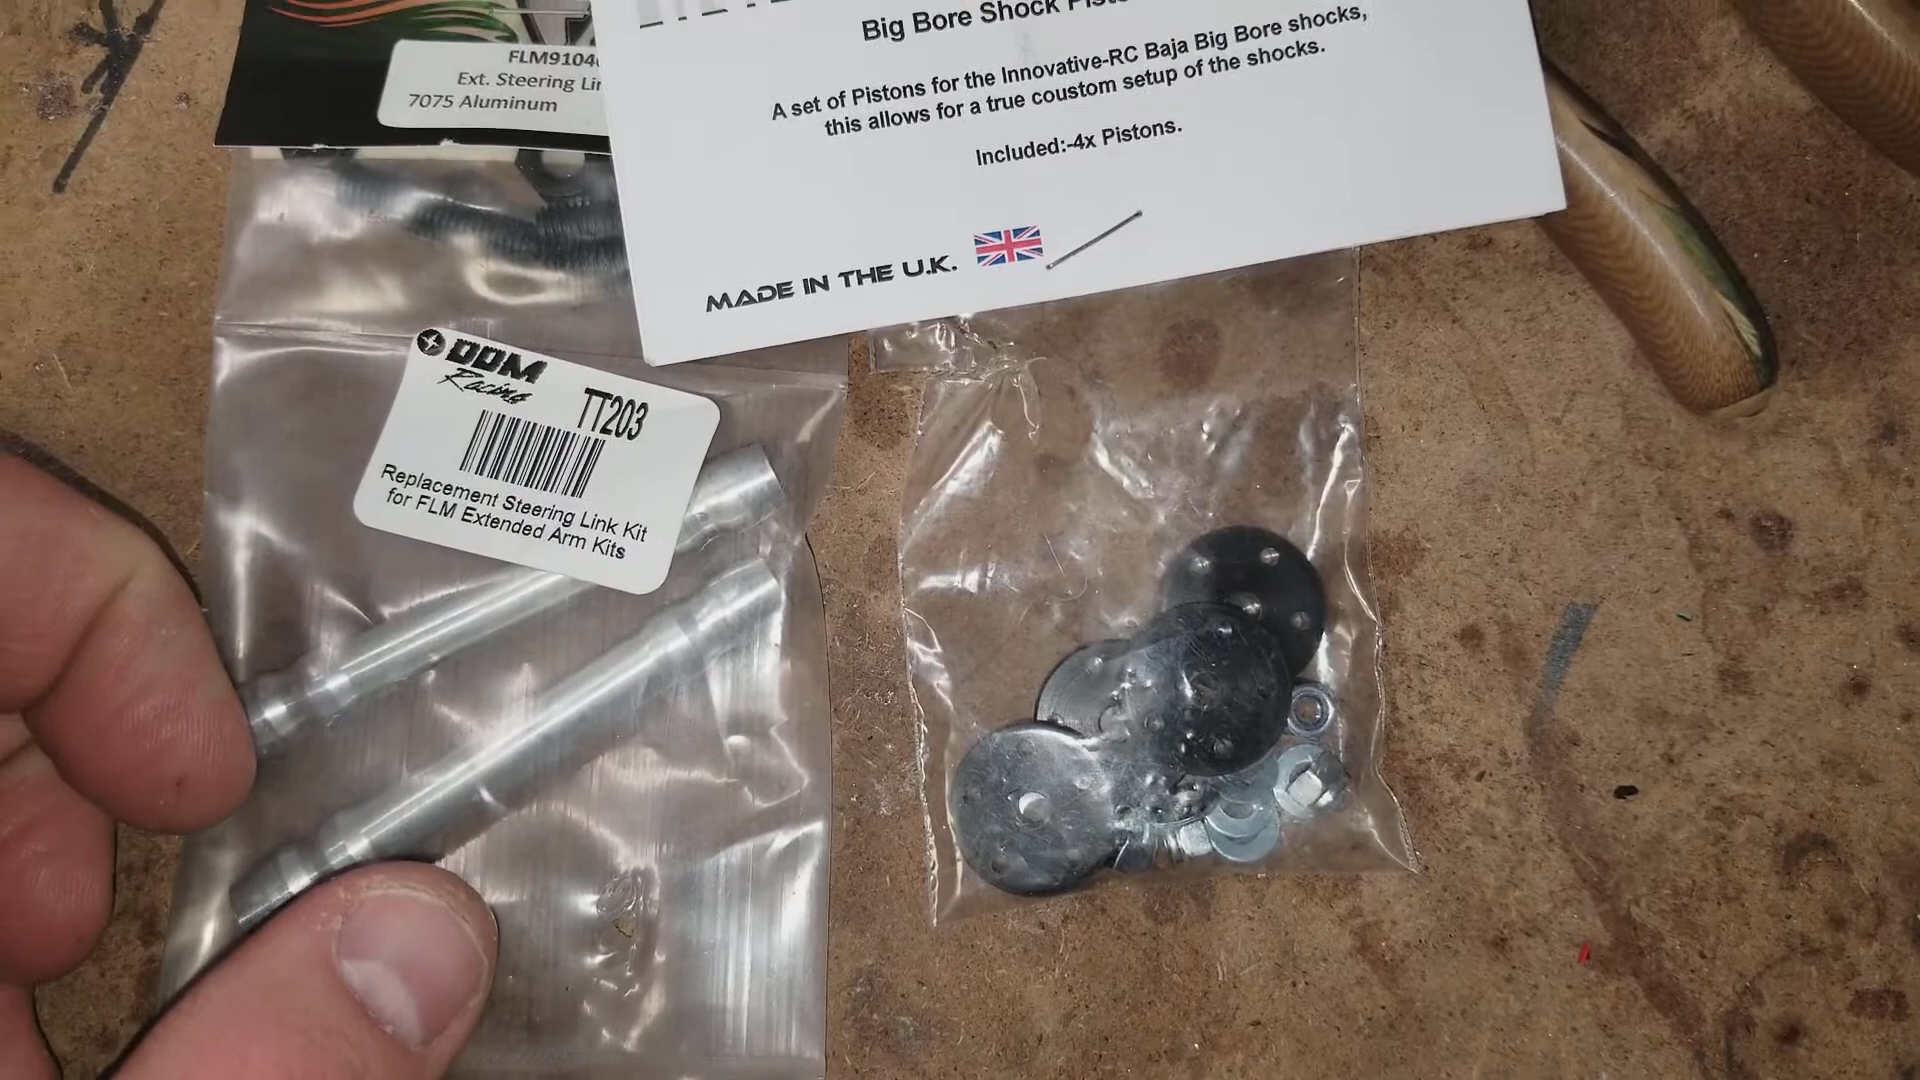 FLM9104
Ext. Steering
7075 Aluminum
Big Bore Shock
A set of Pistons for the Innovative-RC Baja Big Bore shocks,
this allows for a true coustom setup of the shocks.
Included:-4x Pistons.
MADE IN THE U.K.
DDM
Racing
TT203
Replacement Steering Link Kit
for FLM Extended Arm Kits